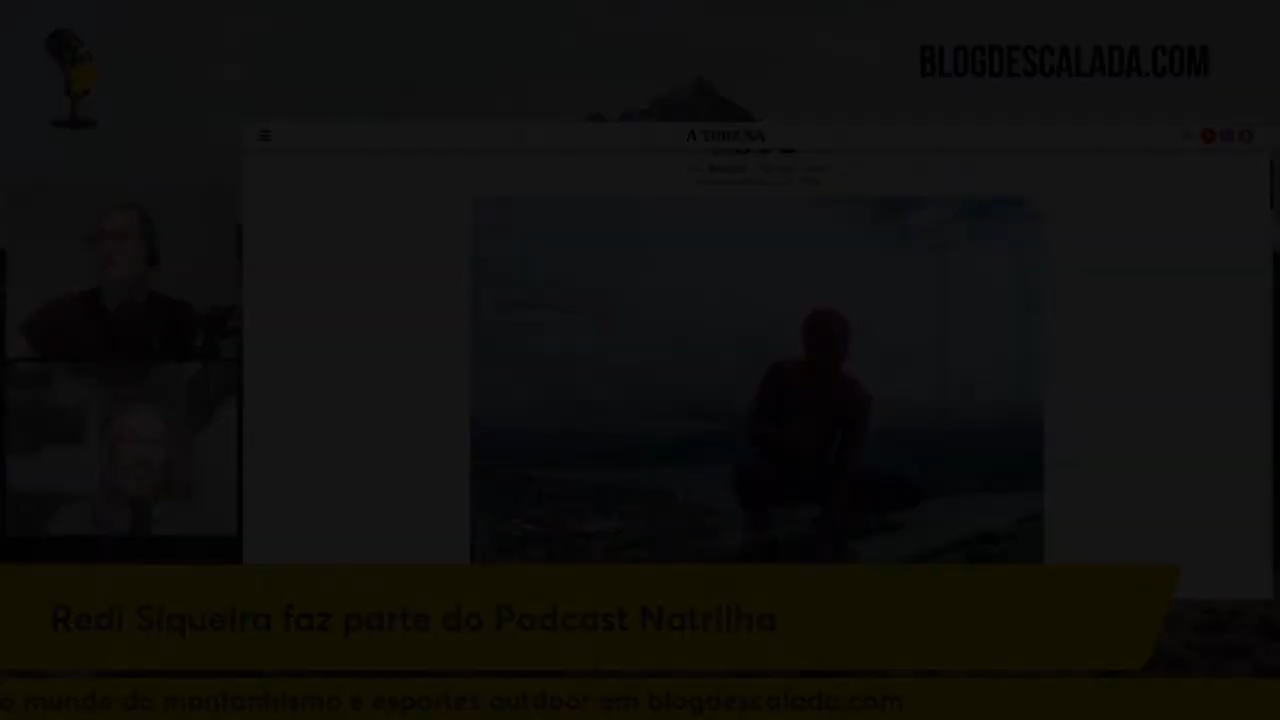 BLOGDESCALADA.COM
A TRIBUNA
Redi Siqueira faz parte do Podcast Natrilha
o mundo do montanhismo e esportes outdoor em blogdescalada.com